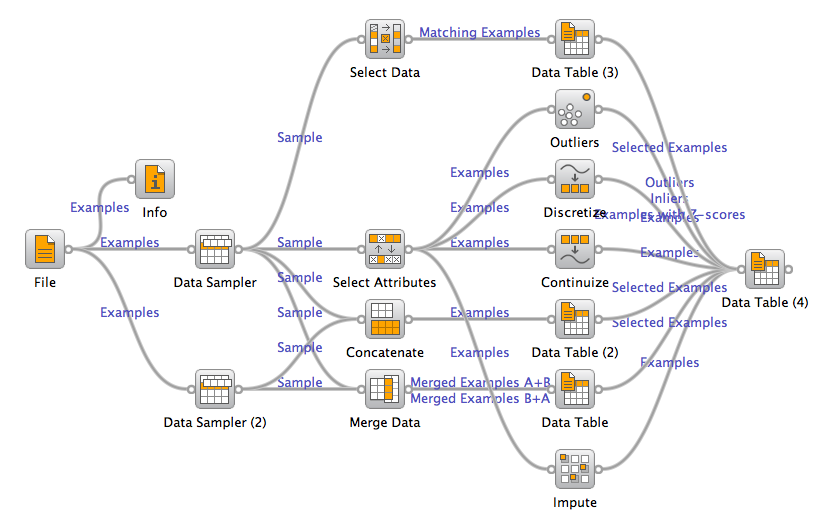 Matching Examples
Select Data
Data Table (3)
Sample
Outliers
Selected Examples
Examples
Outliers
Inliers
Examples with Z-scores
Examples
Info
Examples
Discretize
Examples
Examples
File
Examples
Data Sampler
Sample
Select Attributes
Examples
Continuize
Examples
Data Table (4)
Sample
Selected Examples
Examples
Sample
Concatenate
Examples
Data Table (2)
Selected Examples
Sample
Examples
Examples
Data Sampler (2)
Sample
Merge Data
Merged Examples A+B
Merged Examples B+A
Data Table
Impute